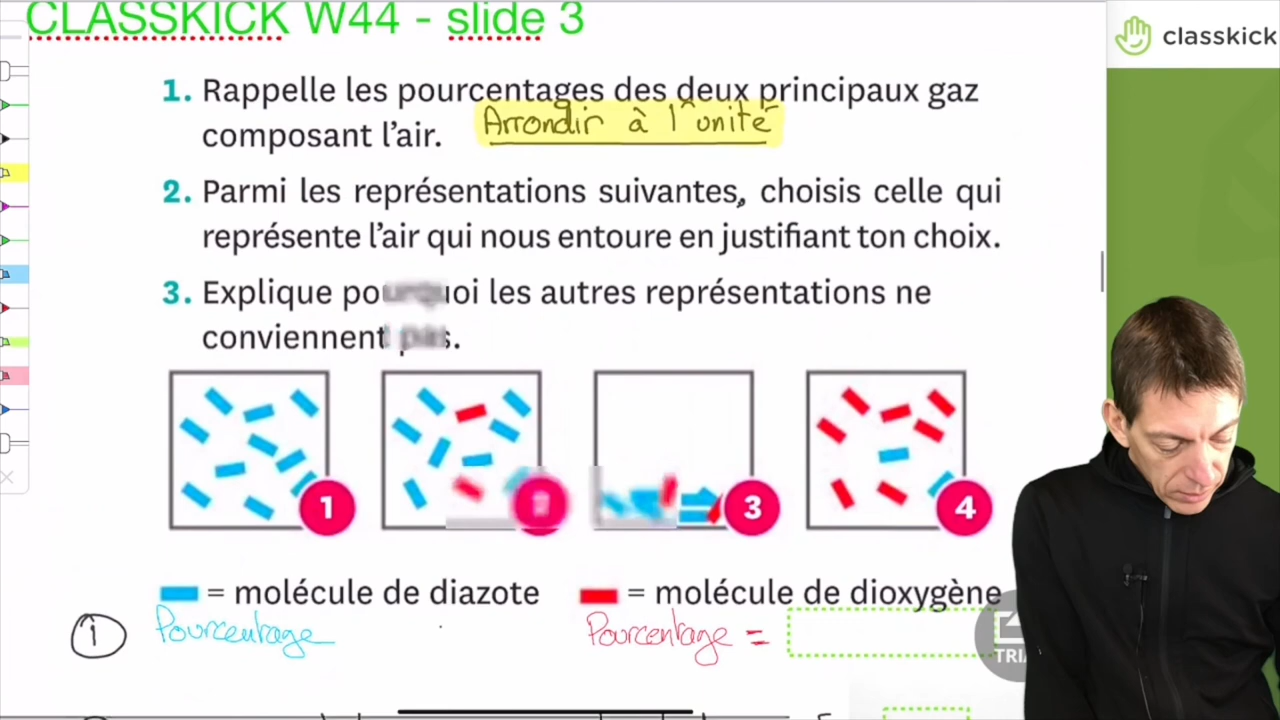 CLASSKICK W44 - slide 3
classkick
1. Rappelle les pourcentages des deux principaux gaz
composant l'air.
Arrondir à l'unité
2. Parmi les représentations suivantes, choisis celle qui
représente l'air qui nous entoure en justifiant ton choix.
3. Explique pourquoi les autres représentations ne
conviennent pas.
1
3
4
= molécule de diazote
= molécule de dioxygène
1 Pourcentage
Pourcentage =